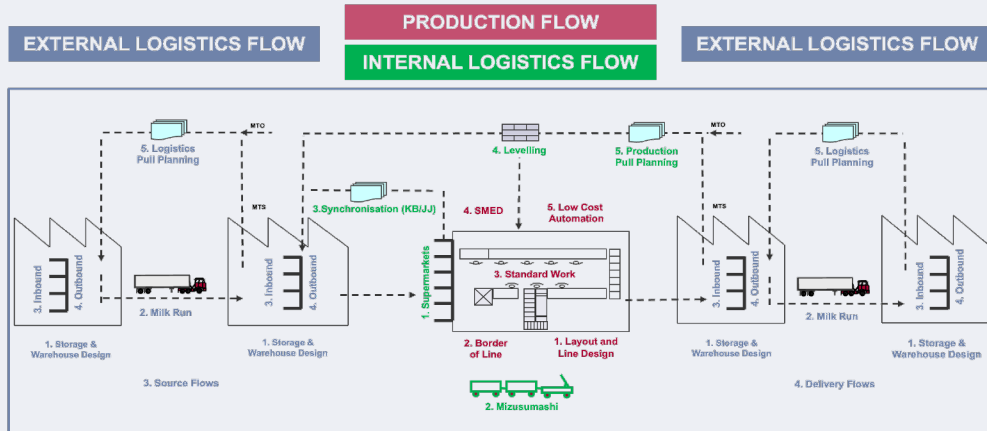 PRODUCTION FLOW
EXTERNAL LOGISTICS FLOW
INTERNAL LOGISTICS FLOW
EXTERNAL LOGISTICS FLOW
MTO
5. Logistics
Pull Planning
4. Levelling
5. Production
Pull Planning
MTO
5. Logistics
Pull Planning
MTS
3.Synchronisation (KB/JJ)
4. SMED
5. Low Cost
Automation
MTS
3. Inbound
4. Outbound
2. Milk Run
3. Inbound
4. Outbound
1. Supermarkets
3. Standard Work
3. Inbound
4. Outbound
2. Milk Run
3. Inbound
4. Outbound
1. Storage &
Warehouse Design
1. Storage &
Warehouse Design
2. Border
of Line
1. Layout and
Line Design
1. Storage &
Warehouse Design
1. Storage &
Warehouse Design
3. Source Flows
2. Mizusumashi
4. Delivery Flows